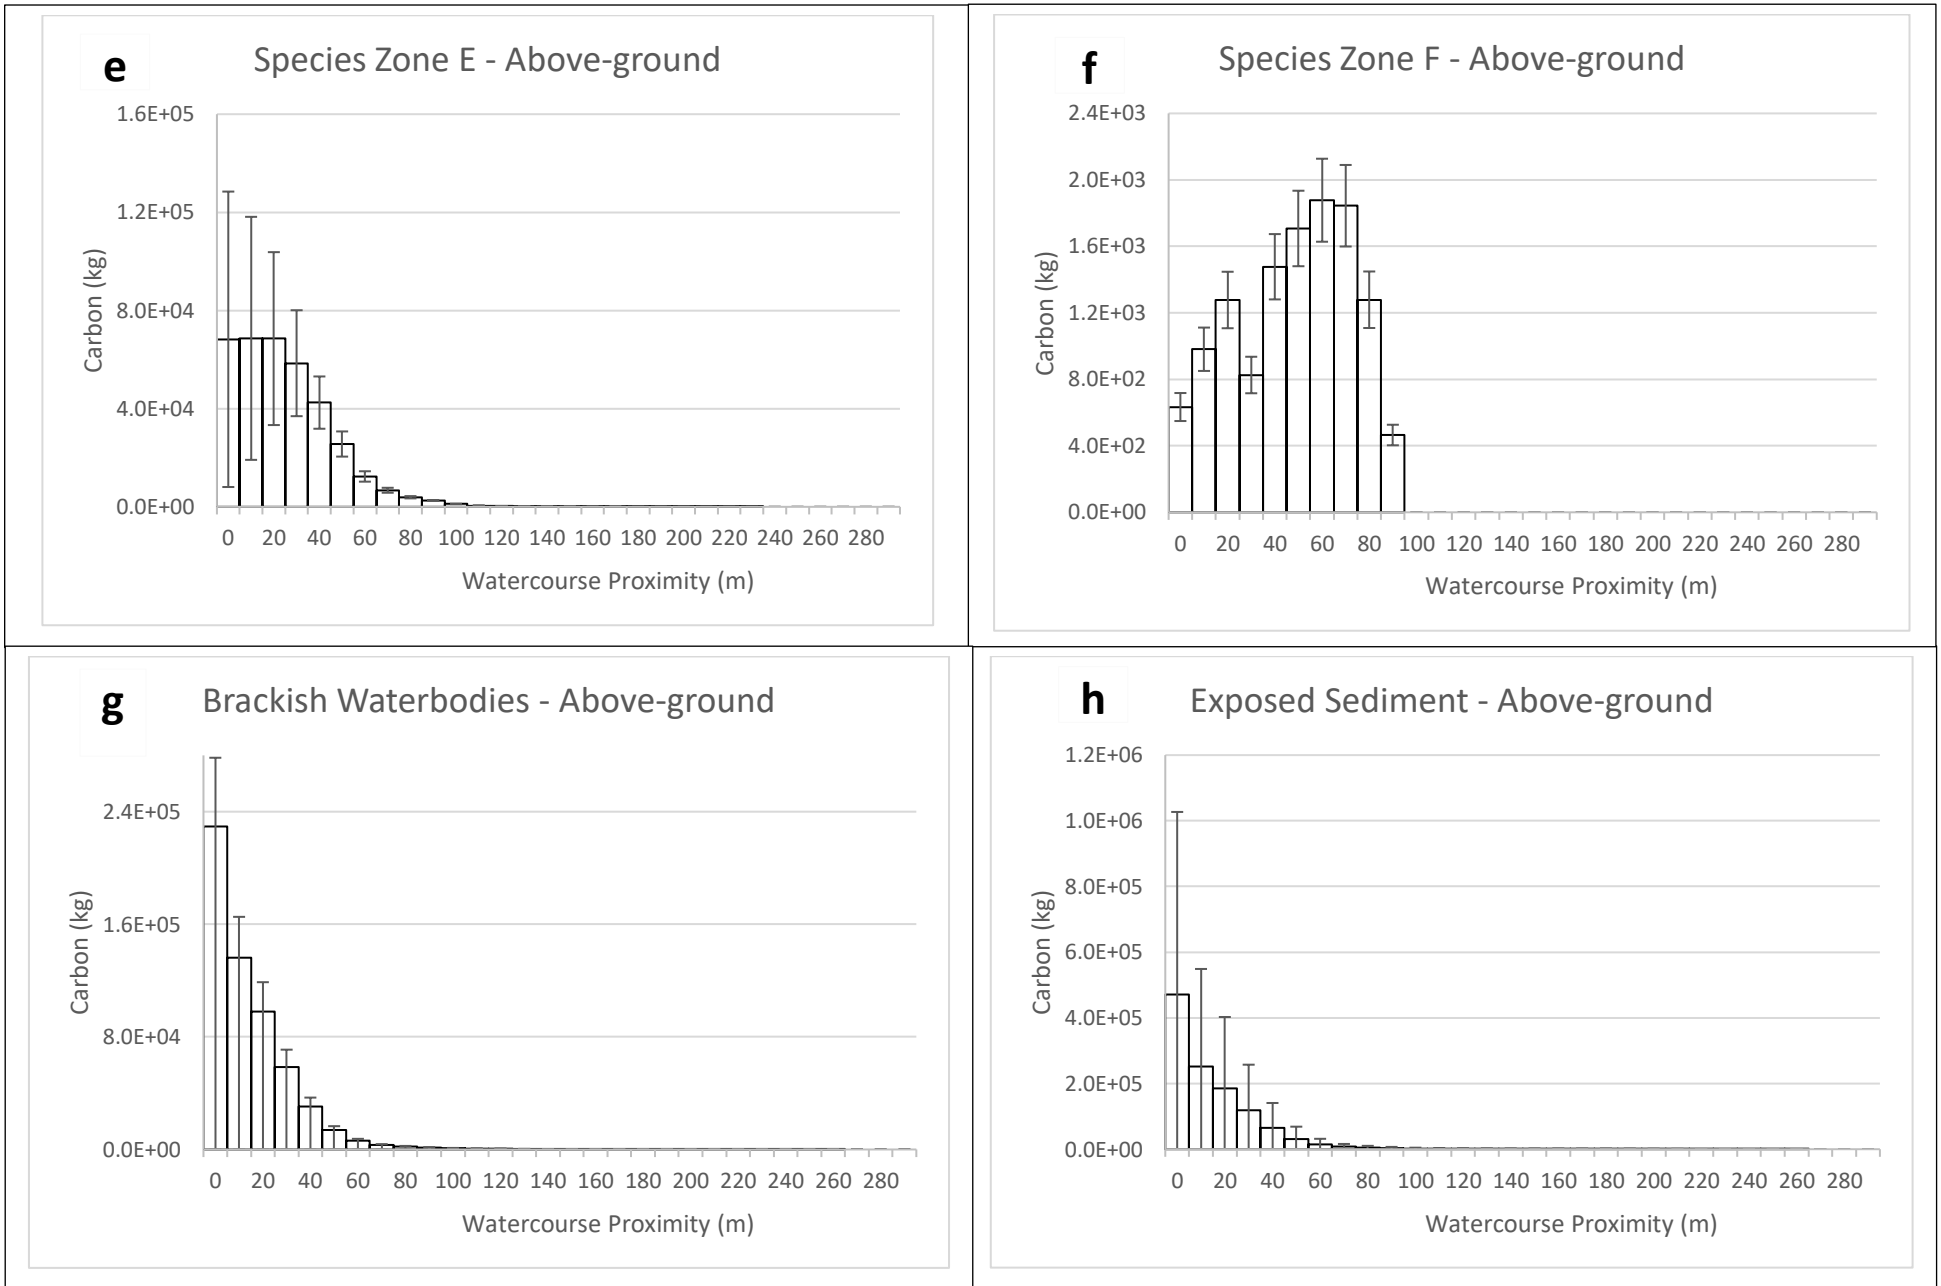 e
Species Zone E - Above-ground
1.6E+05
1.2E+05
8.0E+04
4.0E+04
0.0E+00
Carbon (kg)
0 20 40 60 80 100 120 140 160 180 200 220 240 260 280
Watercourse Proximity (m)
f
Species Zone F - Above-ground
2.4E+03
2.0E+03
1.6E+03
1.2E+03
8.0E+02
4.0E+02
0.0E+00
Carbon (kg)
0 20 40 60 80 100 120 140 160 180 200 220 240 260 280
Watercourse Proximity (m)
g
Brackish Waterbodies - Above-ground
2.4E+05
1.6E+05
8.0E+04
0.0E+00
Carbon (kg)
0 20 40 60 80 100 120 140 160 180 200 220 240 260 280
Watercourse Proximity (m)
h
Exposed Sediment - Above-ground
1.2E+06
1.0E+06
8.0E+05
6.0E+05
4.0E+05
2.0E+05
0.0E+00
Carbon (kg)
0 20 40 60 80 100 120 140 160 180 200 220 240 260 280
Watercourse Proximity (m)